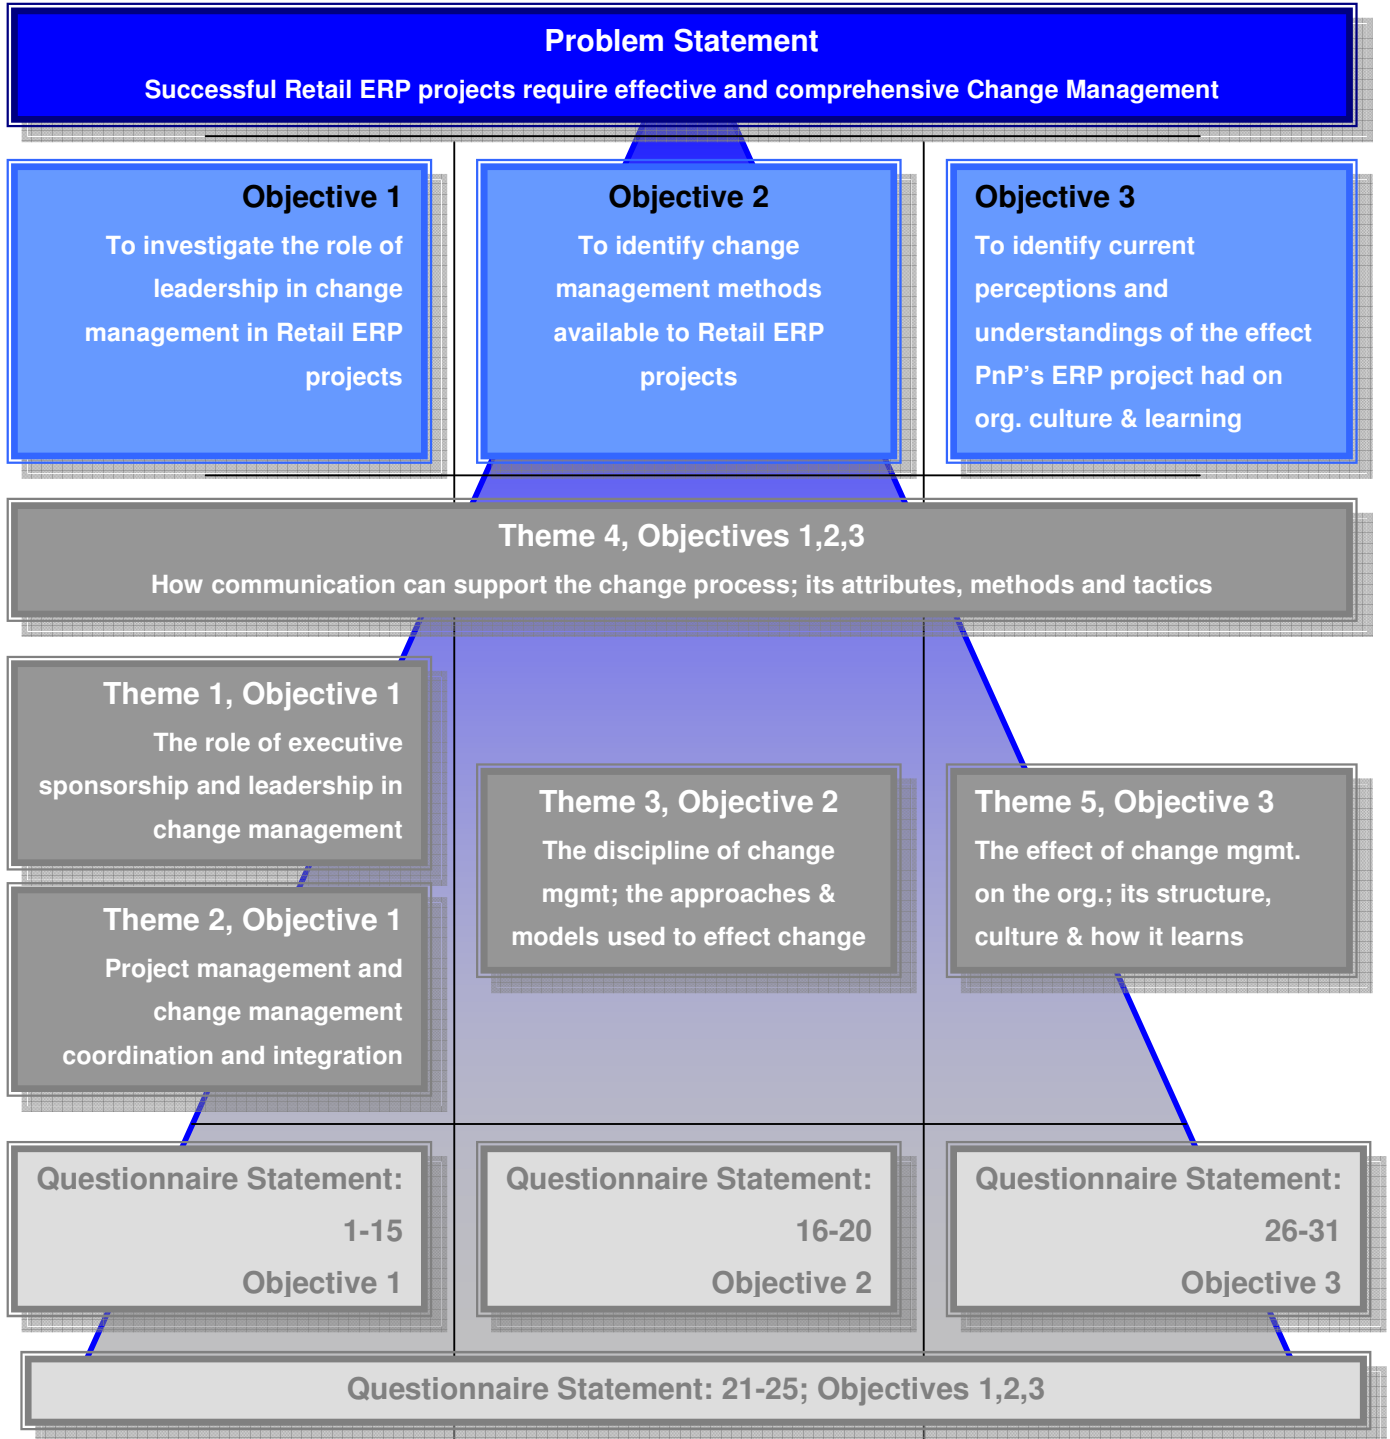 Problem Statement
Successful Retail ERP projects require effective and comprehensive Change Management
Objective 1
To investigate the role of
leadership in change
management in Retail ERP
projects
Objective 2
To identify change
management methods
available to Retail ERP
projects
Objective 3
To identify current
perceptions and
understandings of the effect
PnP's ERP project had on
org. culture & learning
Theme 4, Objectives 1,2,3
How communication can support the change process; its attributes, methods and tactics
Theme 1, Objective 1
The role of executive
sponsorship and leadership in
change management
Theme 2, Objective 1
Project management and
change management
coordination and integration
Theme 3, Objective 2
The discipline of change
mgmt; the approaches &
models used to effect change
Theme 5, Objective 3
The effect of change mgmt.
on the org.; its structure,
culture & how it learns
Questionnaire Statement:
1-15
Objective 1
Questionnaire Statement:
16-20
Objective 2
Questionnaire Statement:
26-31
Objective 3
Questionnaire Statement: 21-25; Objectives 1,2,3